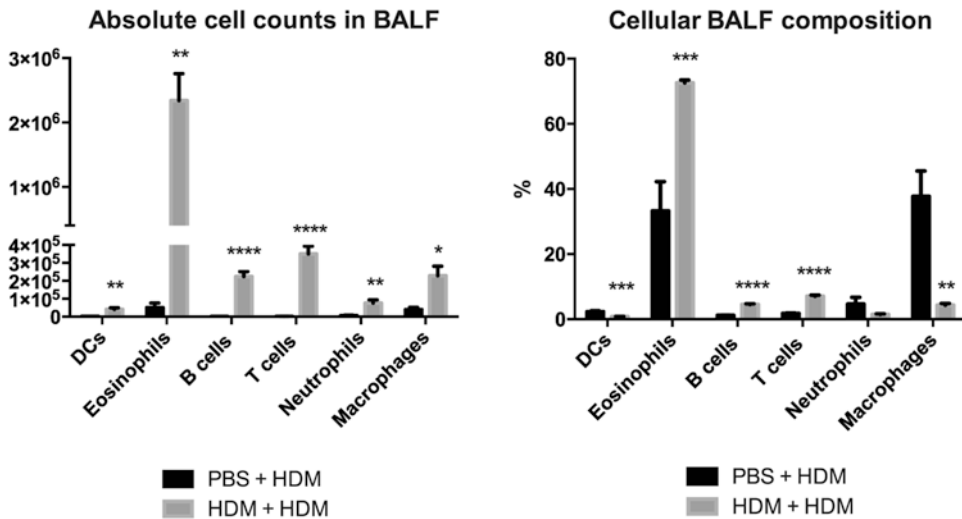 Absolute cell counts in BALF
3×10⁶
2×10⁶
1×10⁶
4×10⁵
3×10⁵
2×10⁵
1×10⁵
0
**
**
****
****
**
*
DCs
Eosinophils
B cells
T cells
Neutrophils
Macrophages
PBS + HDM
HDM + HDM
Cellular BALF composition
%
80
60
40
20
0
***
***
****
****
**
DCs
Eosinophils
B cells
T cells
Neutrophils
Macrophages
PBS + HDM
HDM + HDM